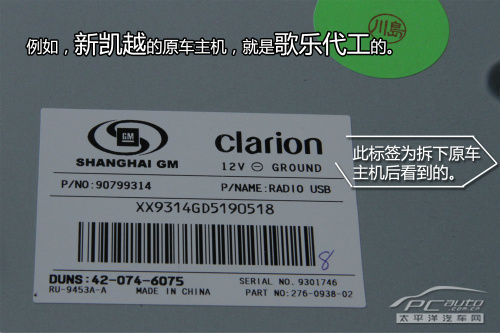 川島
例如，新凯越的原车主机，就是歌乐代工的。
GM
SHANGHAI GM
clarion
12V ⊖ GROUND
此标签为拆下原车
主机后看到的。
P/NO:90799314
P/NAME:RADIO USB
XX9314GD5190518
8
DUNS:42-074-6075
SERIAL NO. 9301746
RU-9453A-A
MADE IN CHINA
PART NO:276-0938-02
PCauto
.com.cn
太平洋汽车网